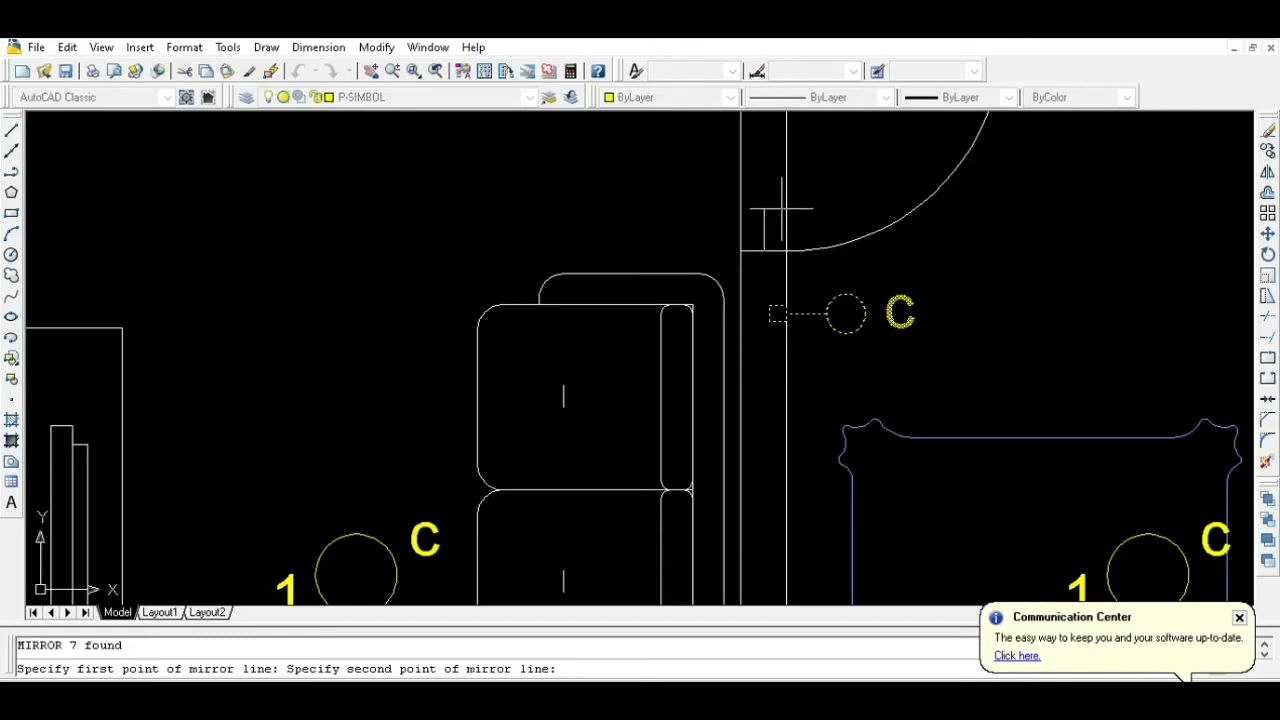 File Edit View Insert Format Tools Draw Dimension Modify Window Help
AutoCAD Classic P-SIMBOL ByLayer ByLayer ByLayer ByColor
C
C
1
C
1
Y
X
A
Model Layout1 Layout2
MIRROR 7 found
Specify first point of mirror line: Specify second point of mirror line:
Communication Center
The easy way to keep you and your software up-to-date.
Click here.